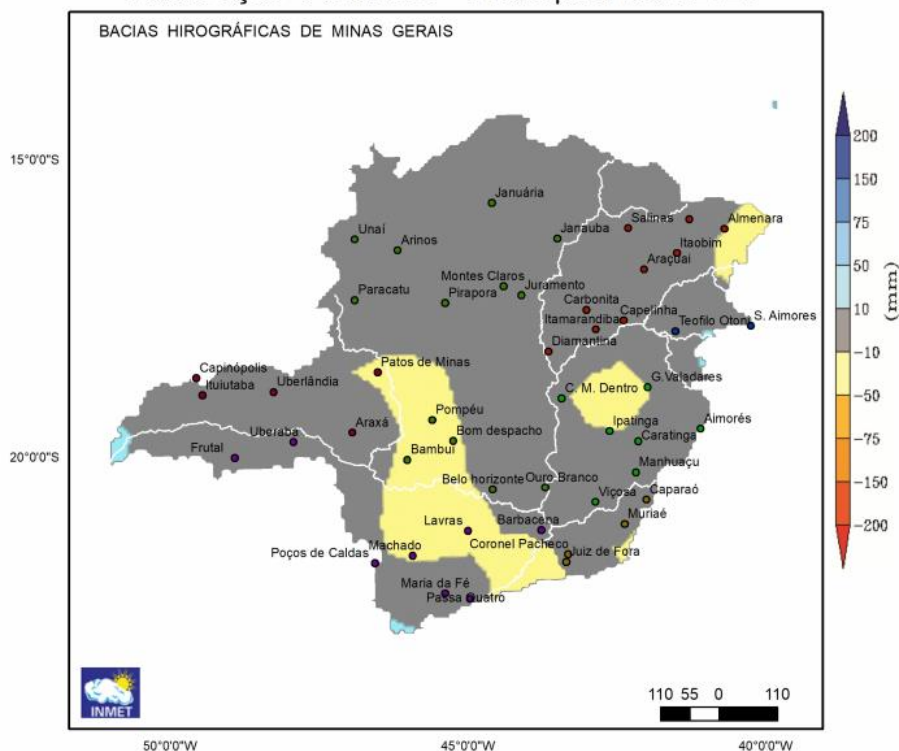 BACIAS HIROGRÁFICAS DE MINAS GERAIS
15°0'0"S
20°0'0"S
Januária
Unaí
Arinos
Janauba
Salinas
Almenara
Itaobim
Araçuai
Montes Claros
Juramento
Paracatu
Pirapora
Carbonita
Capelinha
Itamarandiba
Teofilo Otoni
S. Aimores
Diamantina
Capinópolis
Patos de Minas
Ituiutaba
Uberlândia
C. M. Dentro
G.Valadares
Pompéu
Araxá
Bom despacho
Ipatinga
Aimorés
Uberaba
Caratinga
Frutal
Bambuí
Belo horizonte
Ouro Branco
Manhuaçu
Viçosa
Caparaó
Lavras
Barbacena
Muriaé
Coronel Pacheco
Juiz de Fora
Poços de Caldas
Machado
Maria da Fé
Passa Quatro
200
150
75
50
10
-10
-50
-75
-150
-200
(mm)
INMET
110 55 0 110
50°0'0"W
45°0'0"W
40°0'0"W